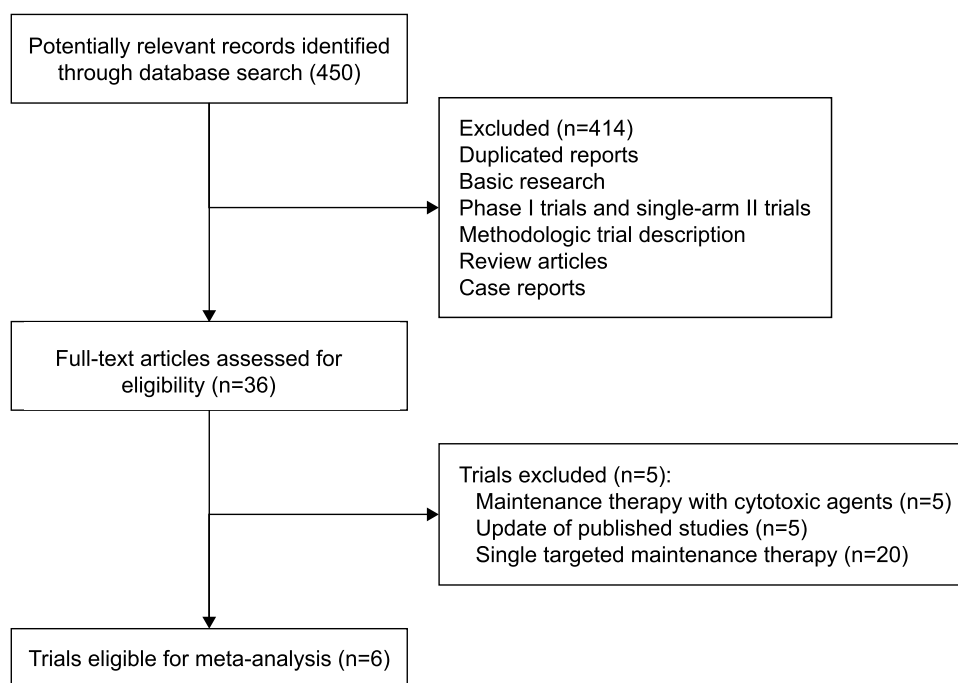 Potentially relevant records identified
through database search (450)
Excluded (n=414)
Duplicated reports
Basic research
Phase I trials and single-arm II trials
Methodologic trial description
Review articles
Case reports
Full-text articles assessed for
eligibility (n=36)
Trials excluded (n=5):
Maintenance therapy with cytotoxic agents (n=5)
Update of published studies (n=5)
Single targeted maintenance therapy (n=20)
Trials eligible for meta-analysis (n=6)